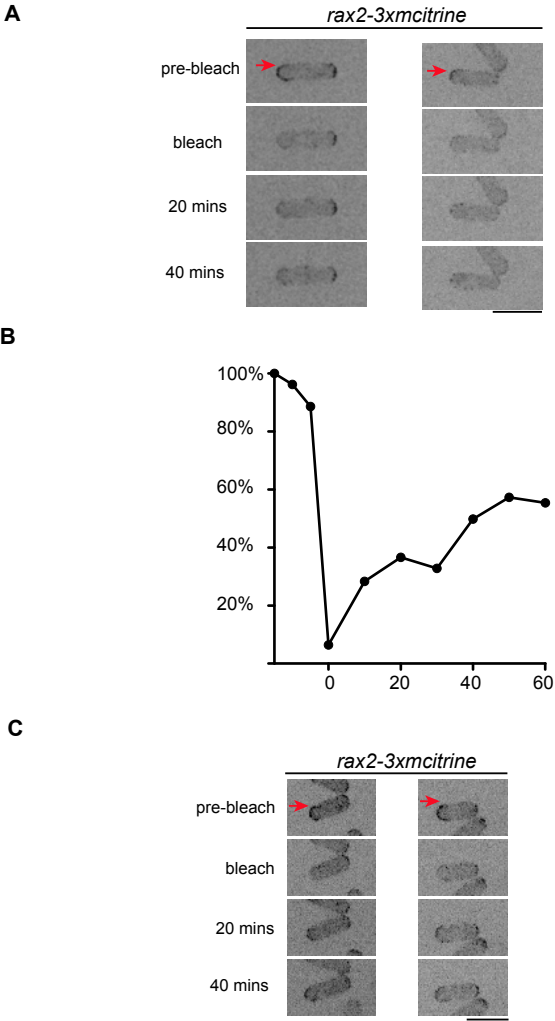 A
rax2-3xmcitrine
pre-bleach
bleach
20 mins
40 mins
B
100%
80%
60%
40%
20%
0 20 40 60
C
rax2-3xmcitrine
pre-bleach
bleach
20 mins
40 mins